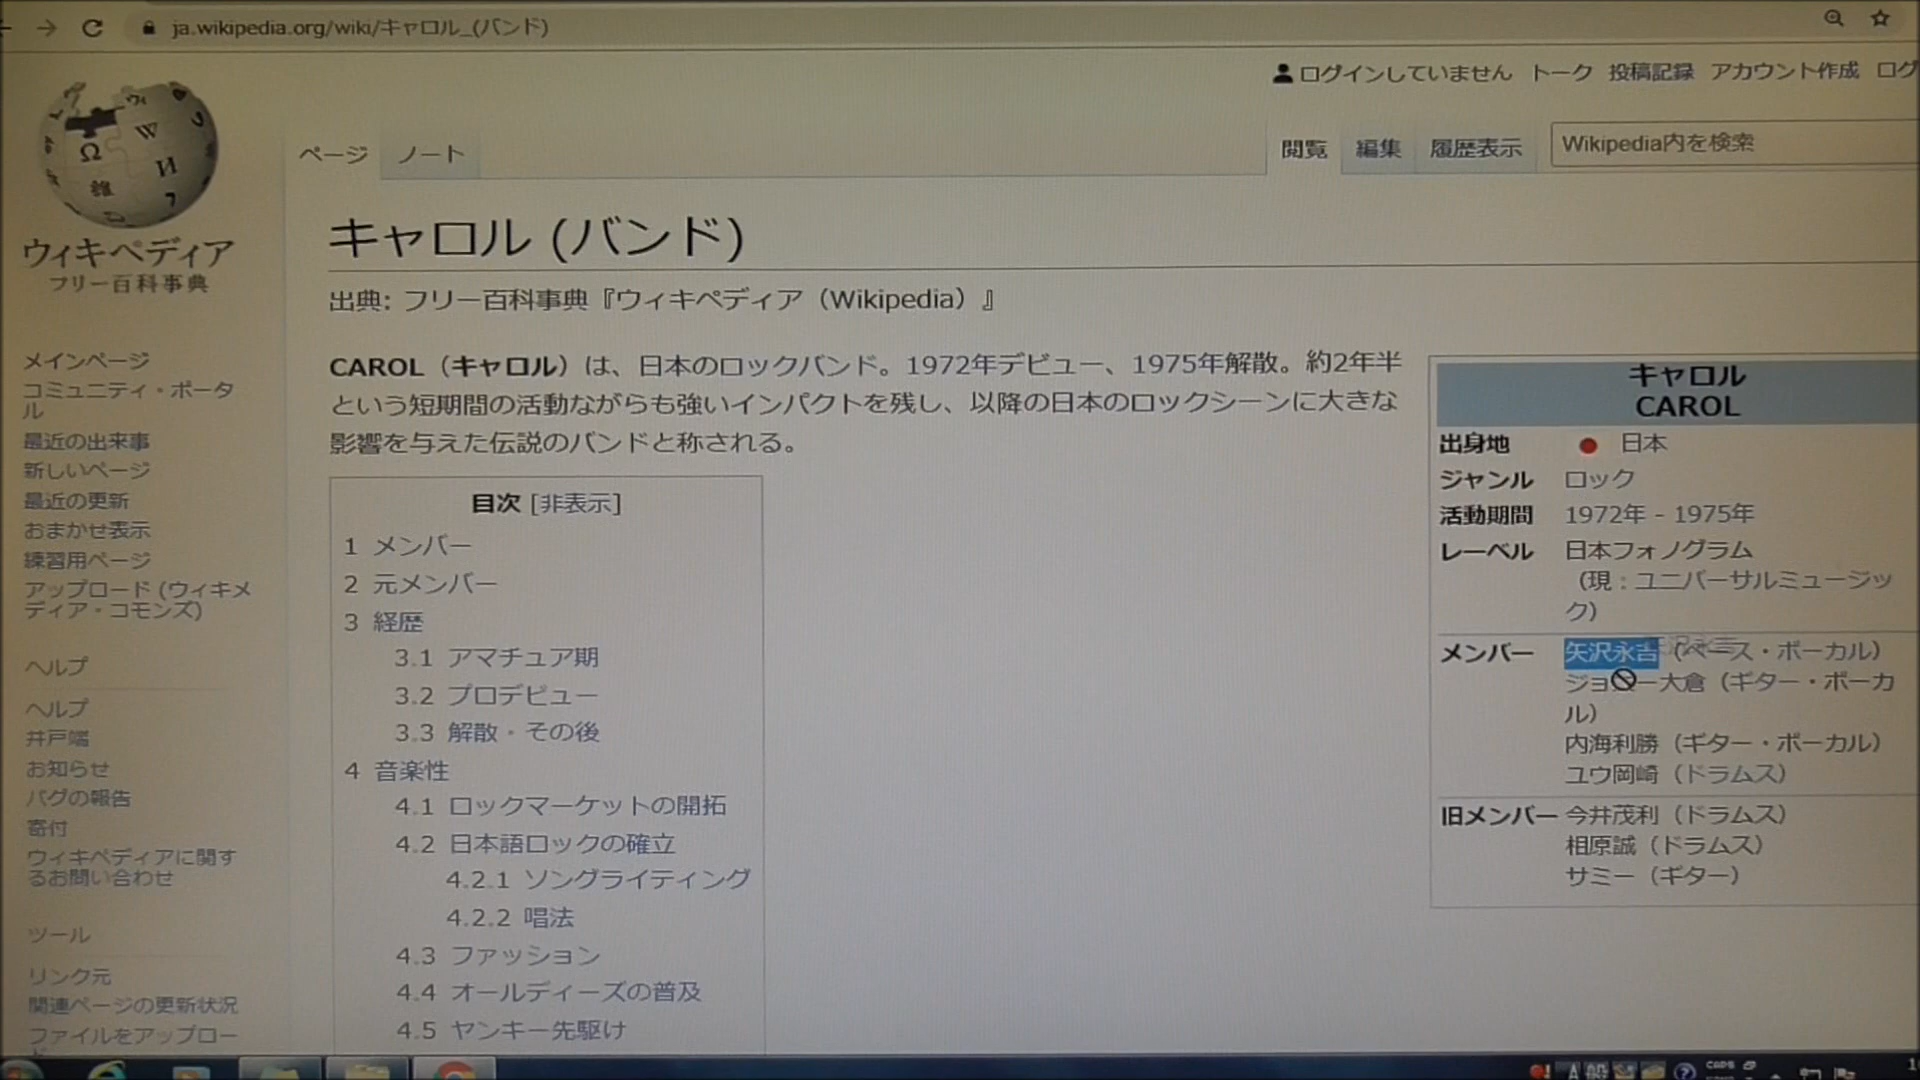 ja.wikipedia.org/wiki/キャロル_(バンド)
ログインしていません トーク 投稿記録 アカウント作成 ログ
ページ ノート 閲覧 編集 履歴表示 Wikipedia内を検索
ウィキペディア
フリー百科事典
メインページ
コミュニティ・ポータ
ル
最近の出来事
新しいページ
最近の更新
おまかせ表示
練習用ページ
アップロード (ウィキメ
ディア・コモンズ)
ヘルプ
ヘルプ
井戸端
お知らせ
バグの報告
寄付
ウィキペディアに関す
るお問い合わせ
ツール
リンク元
関連ページの更新状況
ファイルをアップロー
キャロル (バンド)
出典: フリー百科事典『ウィキペディア（Wikipedia）』
CAROL（キャロル）は、日本のロックバンド。1972年デビュー、1975年解散。約2年半
という短期間の活動ながらも強いインパクトを残し、以降の日本のロックシーンに大きな
影響を与えた伝説のバンドと称される。
目次 [非表示]
1 メンバー
2 元メンバー
3 経歴
3.1 アマチュア期
3.2 プロデビュー
3.3 解散・その後
4 音楽性
4.1 ロックマーケットの開拓
4.2 日本語ロックの確立
4.2.1 ソングライティング
4.2.2 唱法
4.3 ファッション
4.4 オールディーズの普及
4.5 ヤンキー先駆け
キャロル
CAROL
出身地 日本
ジャンル ロック
活動期間 1972年 - 1975年
レーベル 日本フォノグラム
（現：ユニバーサルミュージッ
ク）
メンバー 矢沢永吉（ベース・ボーカル）
ジョー大倉（ギター・ボーカ
ル）
内海利勝（ギター・ボーカル）
ユウ岡崎（ドラムス）
旧メンバー 今井茂利（ドラムス）
相原誠（ドラムス）
サミー（ギター）